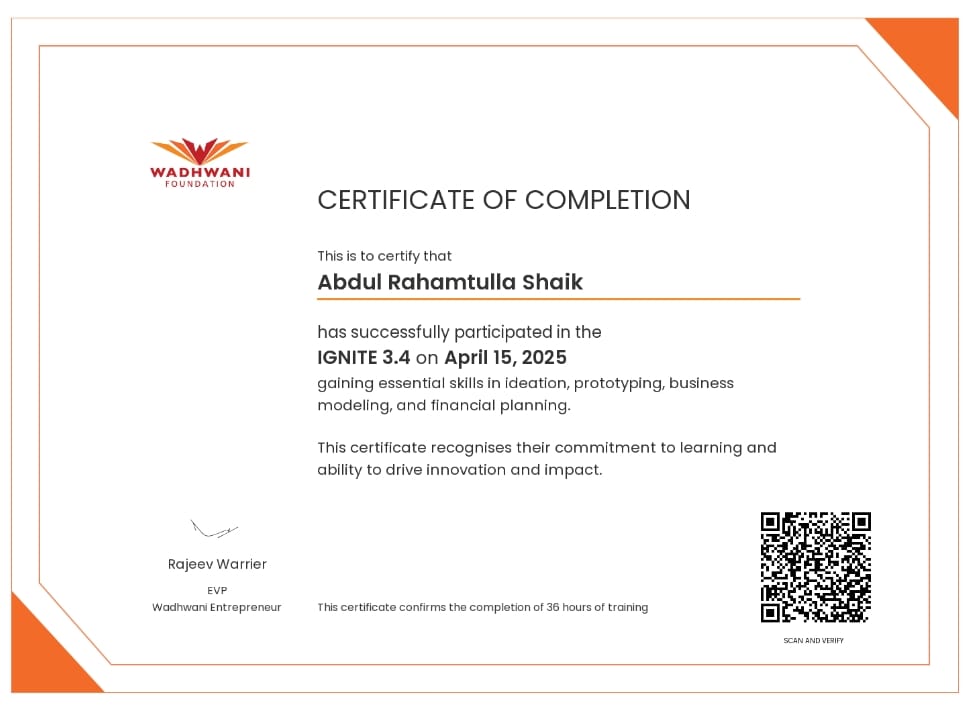 WADHWANI
FOUNDATION
CERTIFICATE OF COMPLETION
This is to certify that
Abdul Rahamtulla Shaik
has successfully participated in the
IGNITE 3.4 on April 15, 2025
gaining essential skills in ideation, prototyping, business
modeling, and financial planning.
This certificate recognises their commitment to learning and
ability to drive innovation and impact.
Rajeev Warrier
EVP
Wadhwani Entrepreneur
This certificate confirms the completion of 36 hours of training
SCAN AND VERIFY